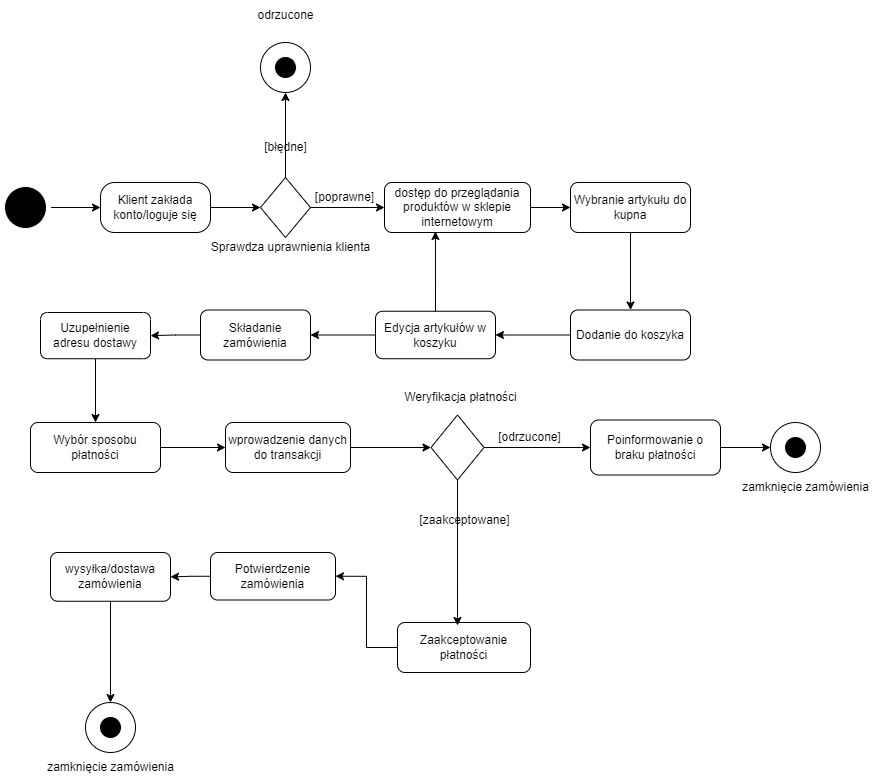 odrzucone
[błędne]
Klient zakłada
konto/loguje się
[poprawne]
Sprawdza uprawnienia klienta
dostęp do przeglądania
produktów w sklepie
internetowym
Wybranie artykułu do
kupna
Uzupełnienie
adresu dostawy
Składanie
zamówienia
Edycja artykułów w
koszyku
Dodanie do koszyka
Weryfikacja płatności
Wybór sposobu
płatności
wprowadzenie danych
do transakcji
[odrzucone]
Poinformowanie o
braku płatności
zamknięcie zamówienia
[zaakceptowane]
wysyłka/dostawa
zamówienia
Potwierdzenie
zamówienia
Zaakceptowanie
płatności
zamknięcie zamówienia